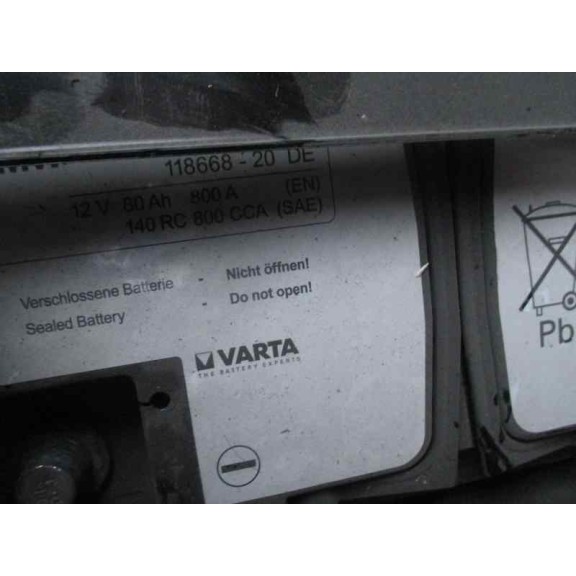 118668 - 20 DE
12 V 80 Ah 800 A (EN)
140 RC 800 CCA (SAE)
Verschlossene Batterie
Nicht öffnen!
Sealed Battery
Do not open!
VARTA
THE BATTERY EXPERTS
Pb